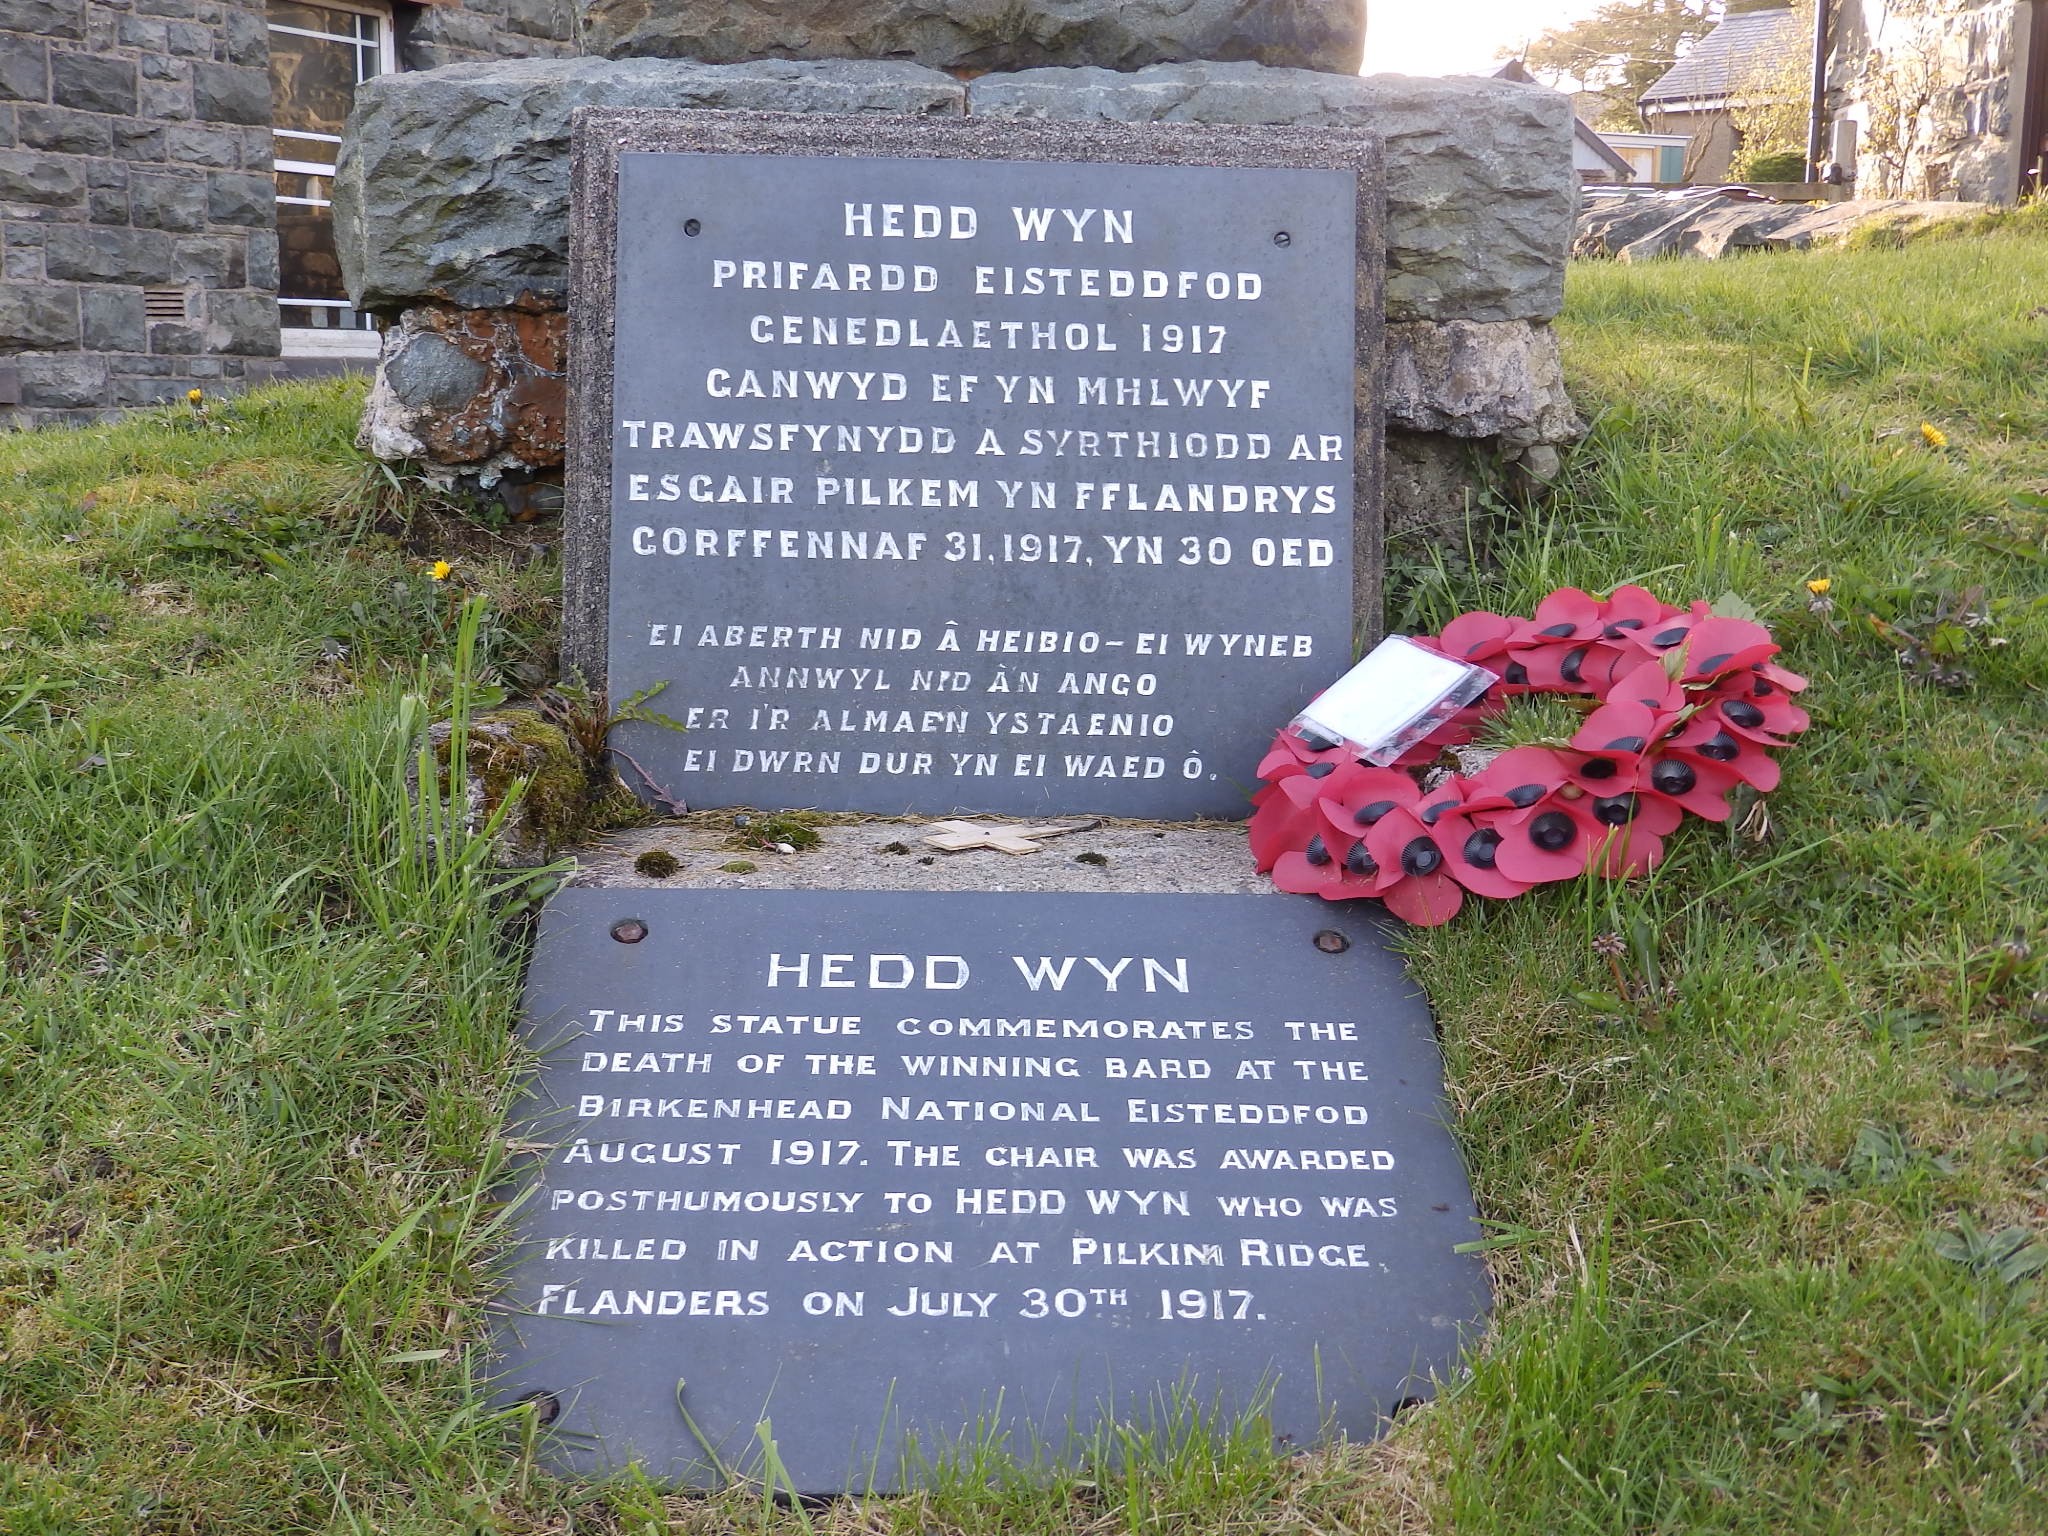 HEDD WYN
PRIFARDD EISTEDDFOD
GENEDLAETHOL 1917
GANWYD EF YN MHLWYF
TRAWSFYNYDD A SYRTHIODD AR
ESGAIR PILKEM YN FFLANDRYS
GORFFENNAF 31, 1917, YN 30 OED
EI ABERTH NID Â HEIBIO – EI WYNEB
ANNWYL NID Â'N ANGO
ER I'R ALMAEN YSTAENIO
EI DWRN DUR YN EI WAED Ô.
HEDD WYN
THIS STATUE COMMEMORATES THE
DEATH OF THE WINNING BARD AT THE
BIRKENHEAD NATIONAL EISTEDDFOD
AUGUST 1917. THE CHAIR WAS AWARDED
POSTHUMOUSLY TO HEDD WYN WHO WAS
KILLED IN ACTION AT PILKIM RIDGE,
FLANDERS ON JULY 30TH 1917.